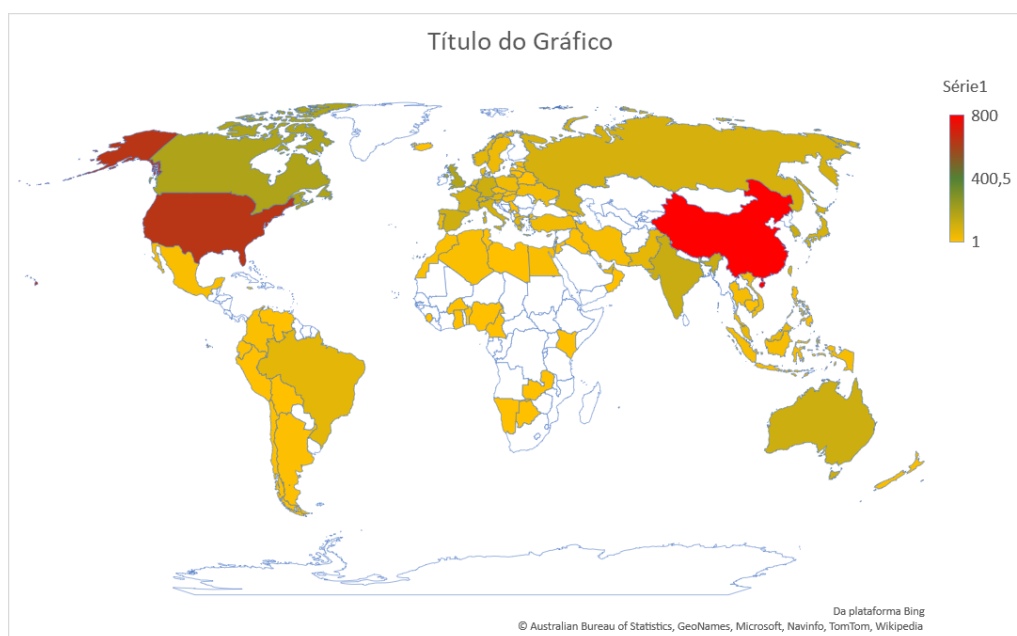 Título do Gráfico
Série1
800
400,5
1
Da plataforma Bing
© Australian Bureau of Statistics, GeoNames, Microsoft, Navinfo, TomTom, Wikipedia